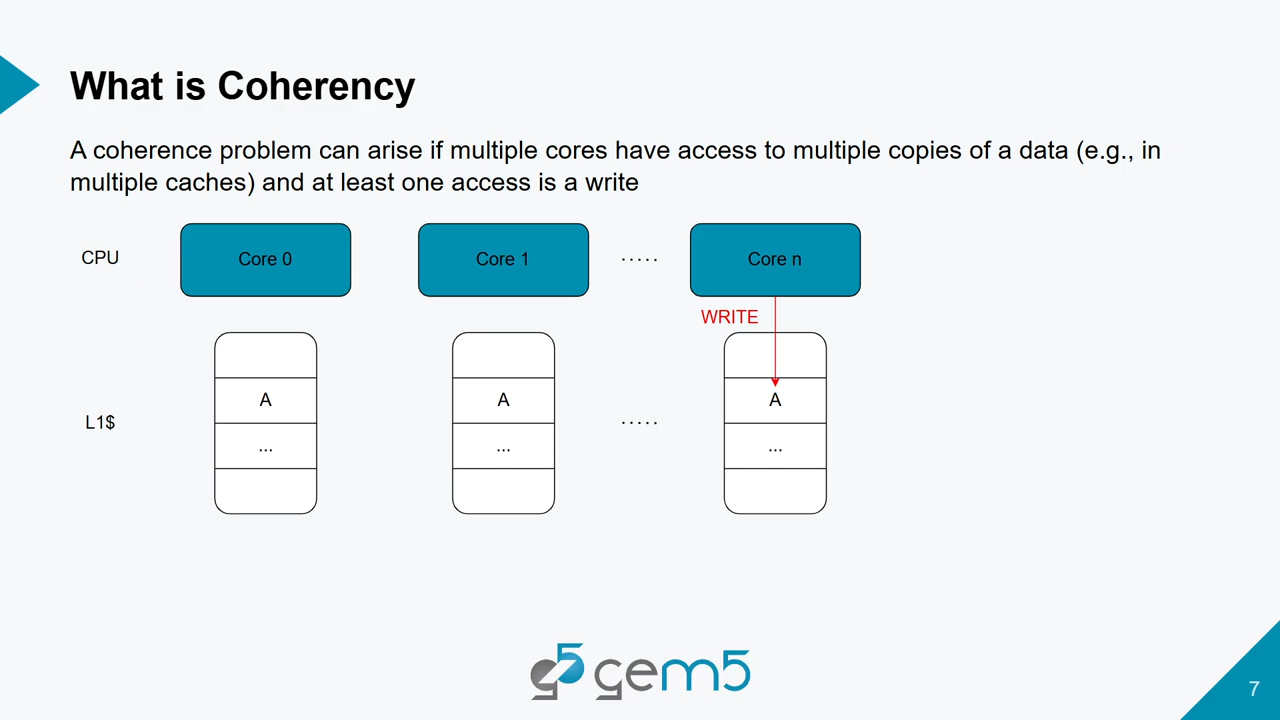 What is Coherency
A coherence problem can arise if multiple cores have access to multiple copies of a data (e.g., in
multiple caches) and at least one access is a write
CPU
Core 0
Core 1
.....
Core n
WRITE
L1$
A
...
A
...
.....
A
...
g5 gem5
7